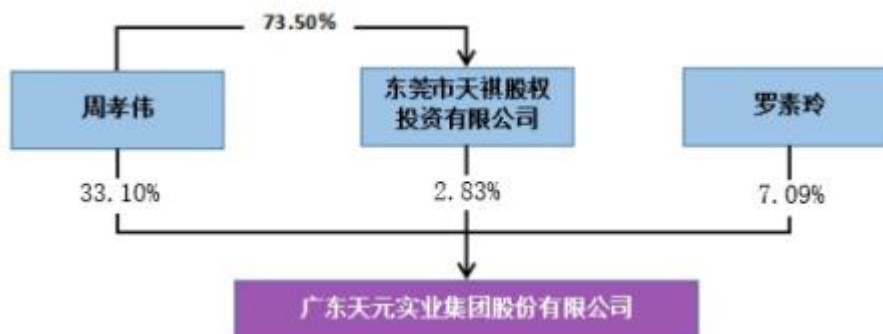 73.50%
周孝伟
东莞市天祺股权
投资有限公司
罗素玲
33.10%
2.83%
7.09%
广东天元实业集团股份有限公司